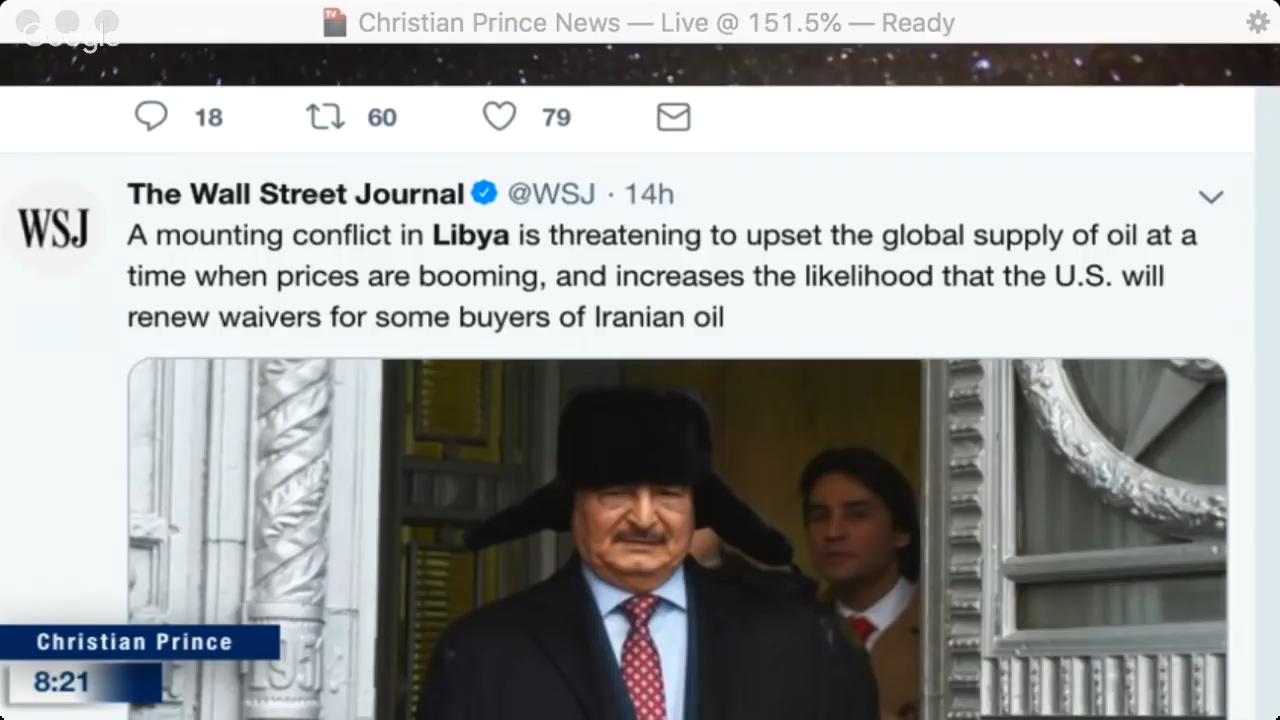 TV Christian Prince News — Live @ 151.5% — Ready
Google
18 60 79
The Wall Street Journal @WSJ · 14h
WSJ
A mounting conflict in Libya is threatening to upset the global supply of oil at a
time when prices are booming, and increases the likelihood that the U.S. will
renew waivers for some buyers of Iranian oil
Christian Prince
8:21